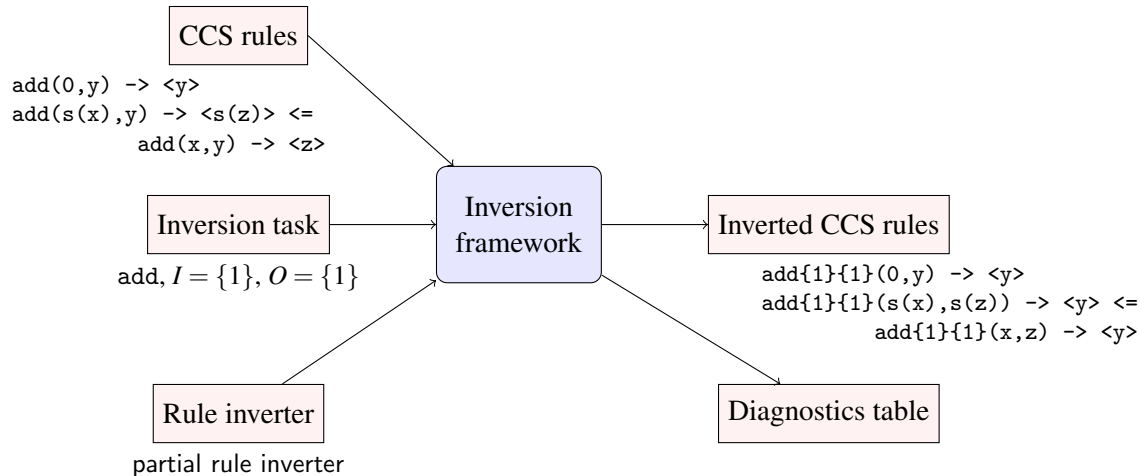 CCS rules
add(0,y) -> <y>
add(s(x),y) -> <s(z)> <=
add(x,y) -> <z>
Inversion task
add, I = {1}, O = {1}
Rule inverter
partial rule inverter
Inversion
framework
Inverted CCS rules
add{1}{1}(0,y) -> <y>
add{1}{1}(s(x),s(z)) -> <y> <=
add{1}{1}(x,z) -> <y>
Diagnostics table